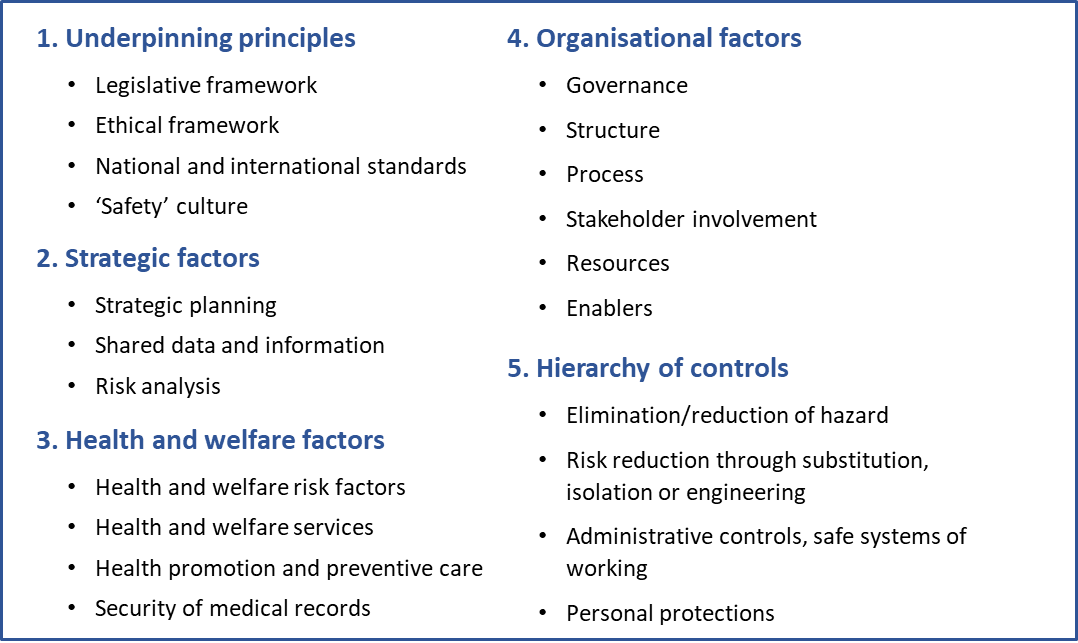 1. Underpinning principles
• Legislative framework
• Ethical framework
• National and international standards
• ‘Safety’ culture
2. Strategic factors
• Strategic planning
• Shared data and information
• Risk analysis
3. Health and welfare factors
• Health and welfare risk factors
• Health and welfare services
• Health promotion and preventive care
• Security of medical records
4. Organisational factors
• Governance
• Structure
• Process
• Stakeholder involvement
• Resources
• Enablers
5. Hierarchy of controls
• Elimination/reduction of hazard
• Risk reduction through substitution,
isolation or engineering
• Administrative controls, safe systems of
working
• Personal protections